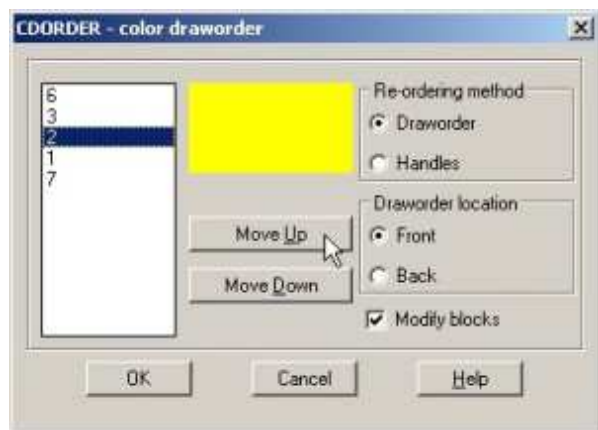 CDORDER - color draworder
6
3
2
1
7
Re-ordering method
Draworder
Handles
Move Up
Move Down
Draworder location
Front
Back
Modify blocks
OK
Cancel
Help